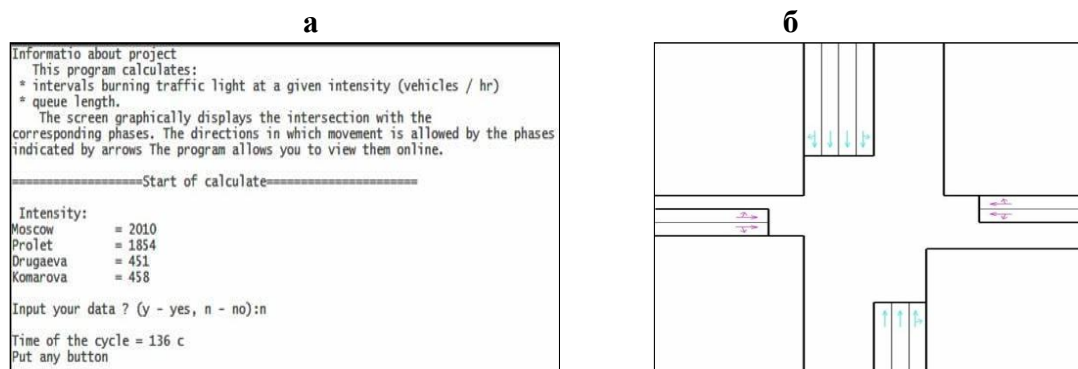 а
б
Informatio about project
This program calculates:
* intervals burning traffic light at a given intensity (vehicles / hr)
* queue length.
The screen graphically displays the intersection with the
corresponding phases. The directions in which movement is allowed by the phases
indicated by arrows The program allows you to view them online.
===================Start of calculate======================
Intensity:
Moscow = 2010
Prolet = 1854
Drugaeva = 451
Komarova = 458
Input your data ? (y - yes, n - no):n
Time of the cycle = 136 c
Put any button